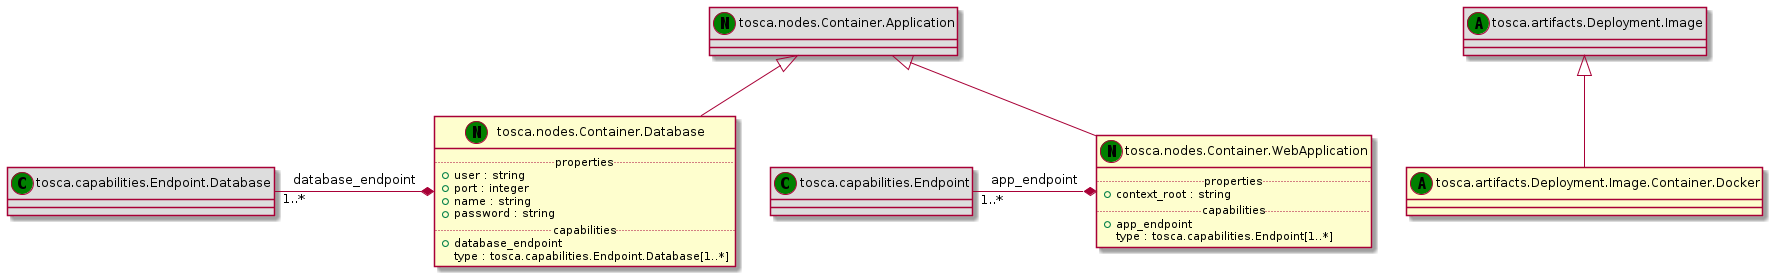 N tosca.nodes.Container.Application
A tosca.artifacts.Deployment.Image
N tosca.nodes.Container.Database
properties
user : string
port : integer
name : string
password : string
capabilities
database_endpoint
type : tosca.capabilities.Endpoint.Database[1..*]
C tosca.capabilities.Endpoint.Database
database_endpoint
1..*
N tosca.nodes.Container.WebApplication
properties
context_root : string
capabilities
app_endpoint
type : tosca.capabilities.Endpoint[1..*]
C tosca.capabilities.Endpoint
app_endpoint
1..*
A tosca.artifacts.Deployment.Image.Container.Docker